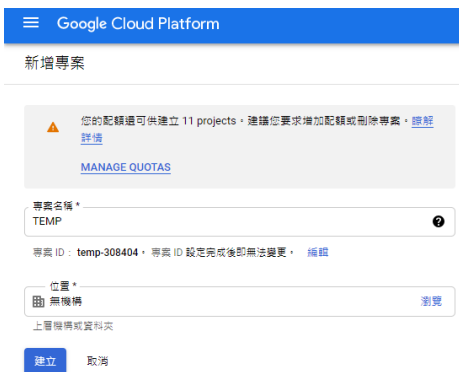 Google Cloud Platform
新增專案
您的配額還可供建立 11 projects。建議您要求增加配額或刪除專案。瞭解
詳情
MANAGE QUOTAS
專案名稱 *
TEMP
專案 ID：temp-308404。專案 ID 設定完成後即無法變更。 編輯
位置 *
無機構
瀏覽
上層機構或資料夾
建立 取消